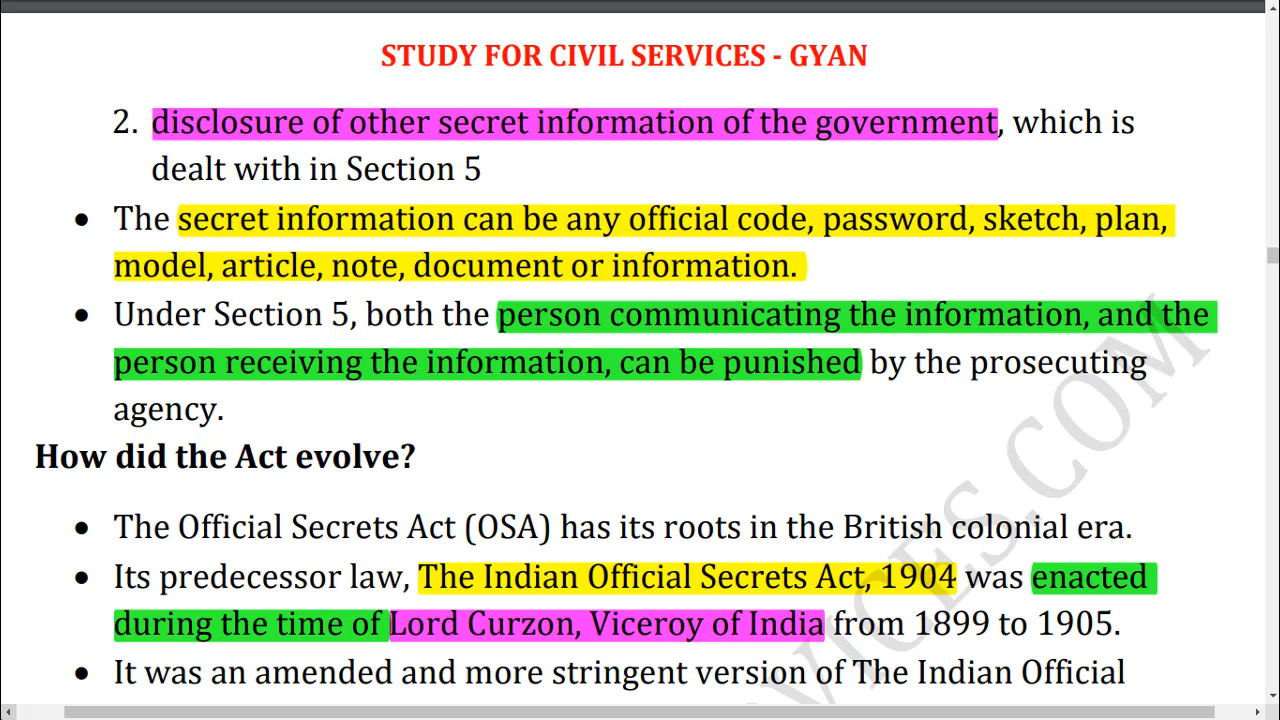 STUDY FOR CIVIL SERVICES - GYAN
2. disclosure of other secret information of the government, which is
dealt with in Section 5
• The secret information can be any official code, password, sketch, plan,
model, article, note, document or information.
• Under Section 5, both the person communicating the information, and the
person receiving the information, can be punished by the prosecuting
agency.
How did the Act evolve?
• The Official Secrets Act (OSA) has its roots in the British colonial era.
• Its predecessor law, The Indian Official Secrets Act, 1904 was enacted
during the time of Lord Curzon, Viceroy of India from 1899 to 1905.
• It was an amended and more stringent version of The Indian Official
VICES.COM